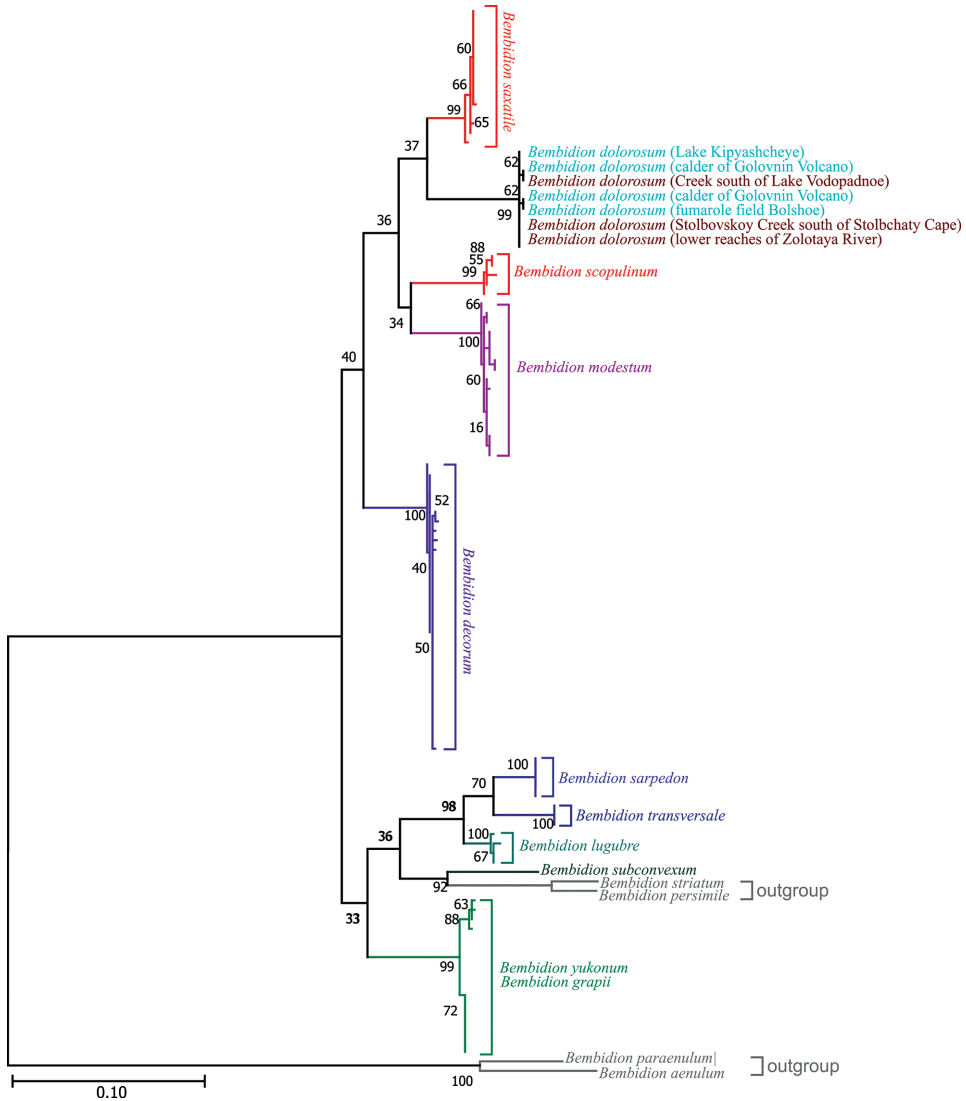 60
66
99
65
Bembidion saxatile
37
62
62
99
Bembidion dolorosum (Lake Kipyashcheye)
Bembidion dolorosum (calder of Golovnin Volcano)
Bembidion dolorosum (Creek south of Lake Vodopadnoe)
Bembidion dolorosum (calder of Golovnin Volcano)
Bembidion dolorosum (fumarole field Bolshoe)
Bembidion dolorosum (Stolbovskoy Creek south of Stolbchaty Cape)
Bembidion dolorosum (lower reaches of Zolotaya River)
36
88
55
99
Bembidion scopulinum
34
66
100
60
16
Bembidion modestum
40
52
100
40
50
Bembidion decorum
100
Bembidion sarpedon
70
98
100
Bembidion transversale
36
100
67
Bembidion lugubre
Bembidion subconvexum
92
Bembidion striatum
Bembidion persimile
outgroup
33
63
88
99
72
Bembidion yukonum
Bembidion grapii
Bembidion paraenulum|
Bembidion aenulum
outgroup
100
0.10